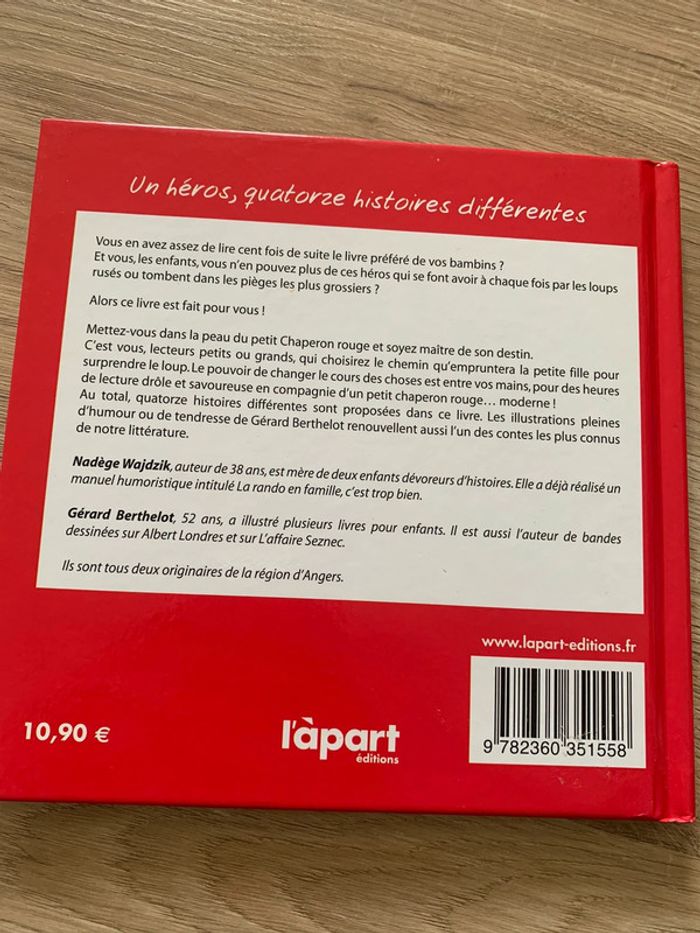 Un héros, quatorze histoires différentes
Vous en avez assez de lire cent fois de suite le livre préféré de vos bambins ?
Et vous, les enfants, vous n'en pouvez plus de ces héros qui se font avoir à chaque fois par les loups
rusés ou tombent dans les pièges les plus grossiers ?
Alors ce livre est fait pour vous !
Mettez-vous dans la peau du petit Chaperon rouge et soyez maître de son destin.
C'est vous, lecteurs petits ou grands, qui choisirez le chemin qu'empruntera la petite fille pour
surprendre le loup. Le pouvoir de changer le cours des choses est entre vos mains, pour des heures
de lecture drôle et savoureuse en compagnie d'un petit chaperon rouge... moderne !
Au total, quatorze histoires différentes sont proposées dans ce livre. Les illustrations pleines
d'humour ou de tendresse de Gérard Berthelot renouvellent aussi l'un des contes les plus connus
de notre littérature.
Nadège Wajdzik, auteur de 38 ans, est mère de deux enfants dévoreurs d'histoires. Elle a déjà réalisé un
manuel humoristique intitulé La rando en famille, c'est trop bien.
Gérard Berthelot, 52 ans, a illustré plusieurs livres pour enfants. Il est aussi l'auteur de bandes
dessinées sur Albert Londres et sur L'affaire Seznec.
Ils sont tous deux originaires de la région d'Angers.
www.lapart-editions.fr
10,90 €
l'àpart
éditions
9 782360 351558